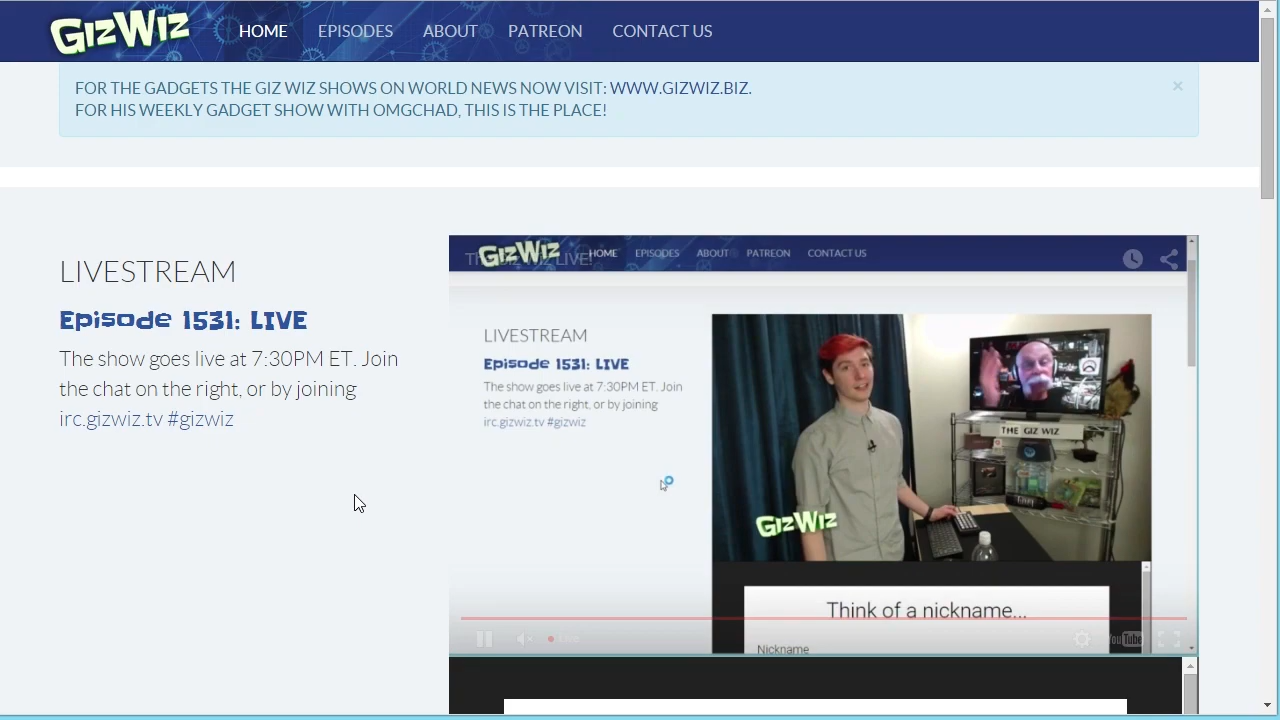 GizWiz
HOME EPISODES ABOUT PATREON CONTACT US
FOR THE GADGETS THE GIZ WIZ SHOWS ON WORLD NEWS NOW VISIT: WWW.GIZWIZ.BIZ.
FOR HIS WEEKLY GADGET SHOW WITH OMGCHAD, THIS IS THE PLACE!
×
LIVESTREAM
Episode 1531: LIVE
The show goes live at 7:30PM ET. Join
the chat on the right, or by joining
irc.gizwiz.tv #gizwiz
GizWiz
HOME EPISODES ABOUT PATREON CONTACT US
LIVE!
LIVESTREAM
Episode 1531: LIVE
The show goes live at 7:30PM ET. Join
the chat on the right, or by joining
irc.gizwiz.tv #gizwiz
THE GIZ WIZ
GizWiz
Think of a nickname...
Nickname
YouTube